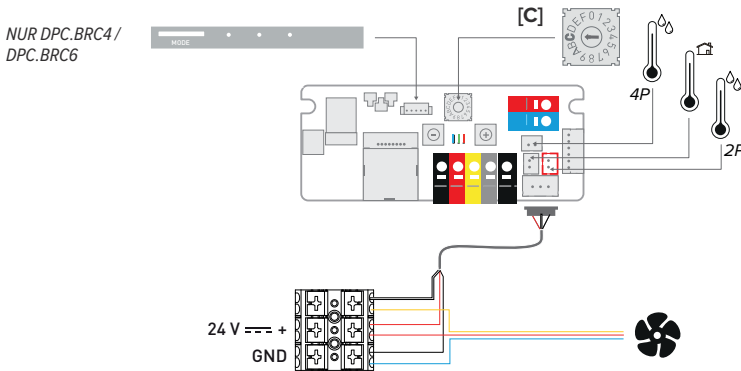 NUR DPC.BRC4 /
DPC.BRC6
MODE
[C]
4P
2P
24 V +
GND